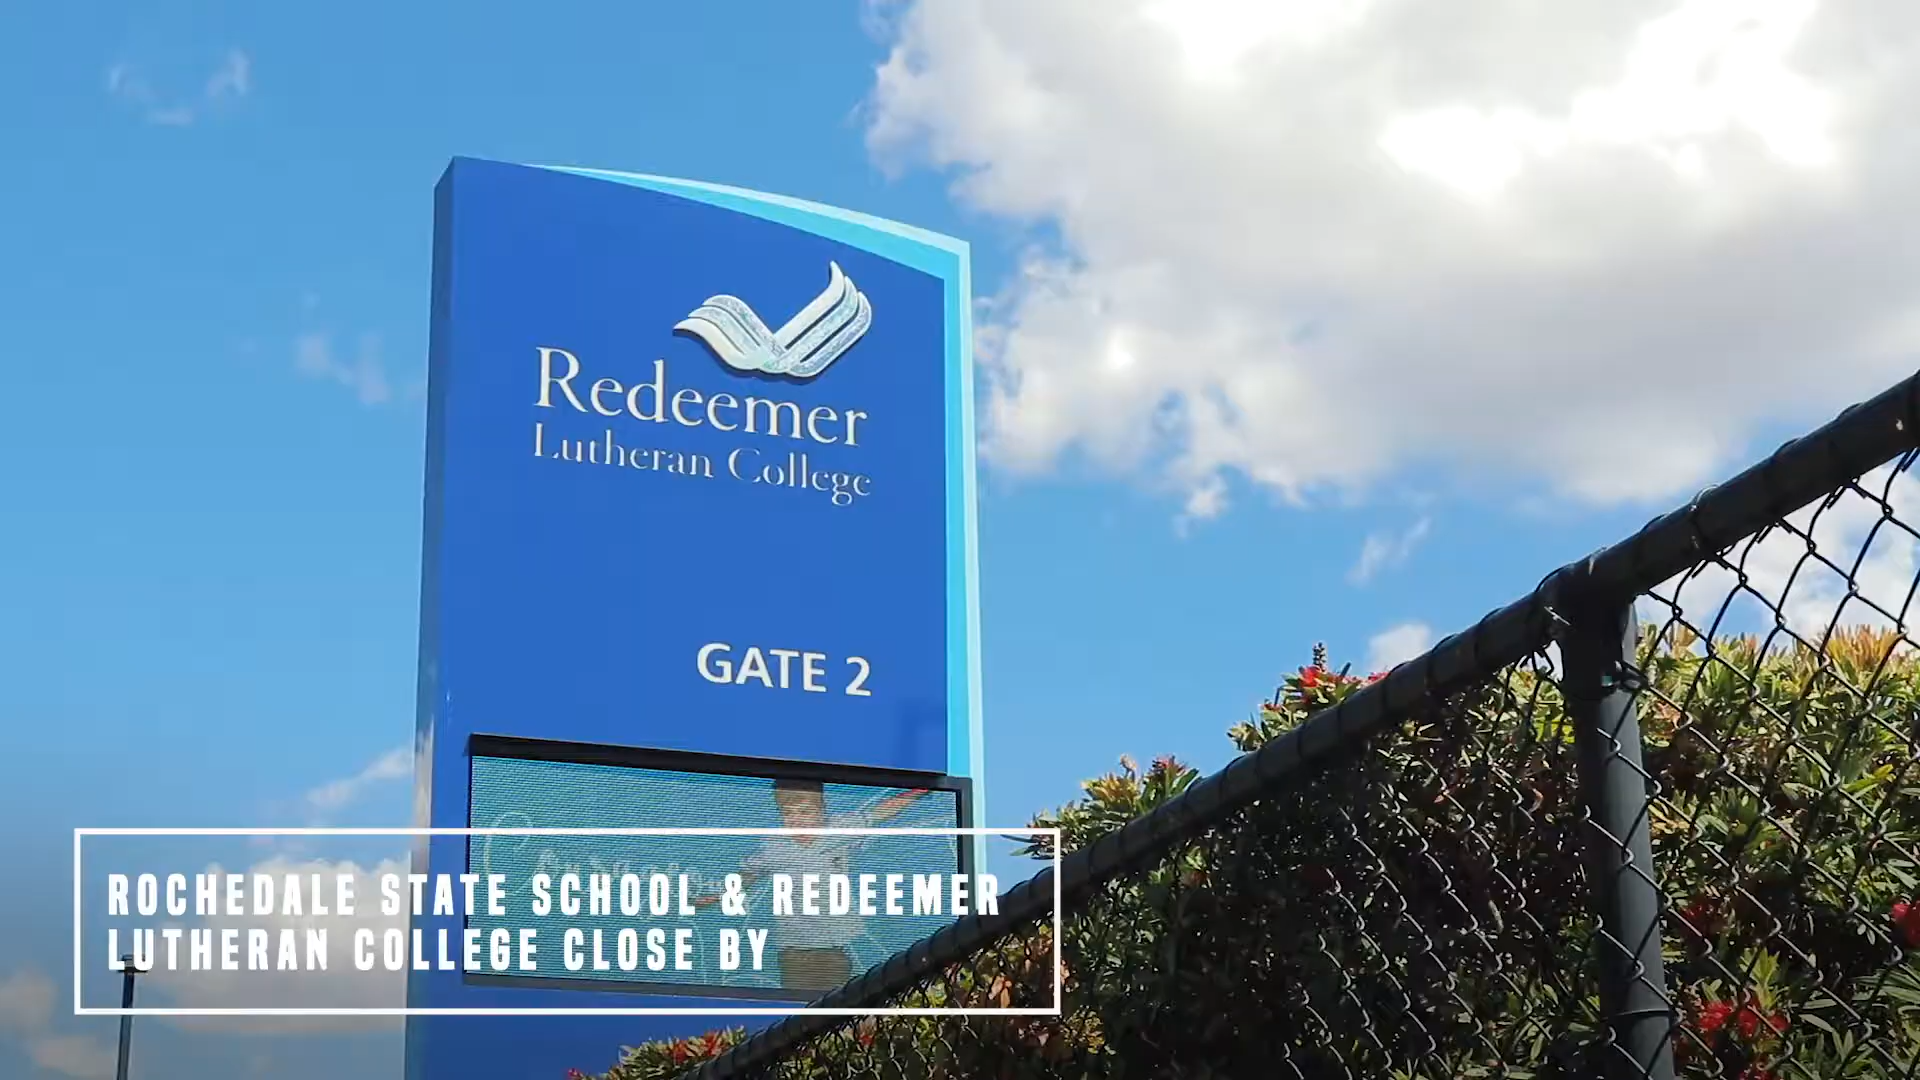 Redeemer
Lutheran College
GATE 2
ROCHEDALE STATE SCHOOL & REDEEMER
LUTHERAN COLLEGE CLOSE BY